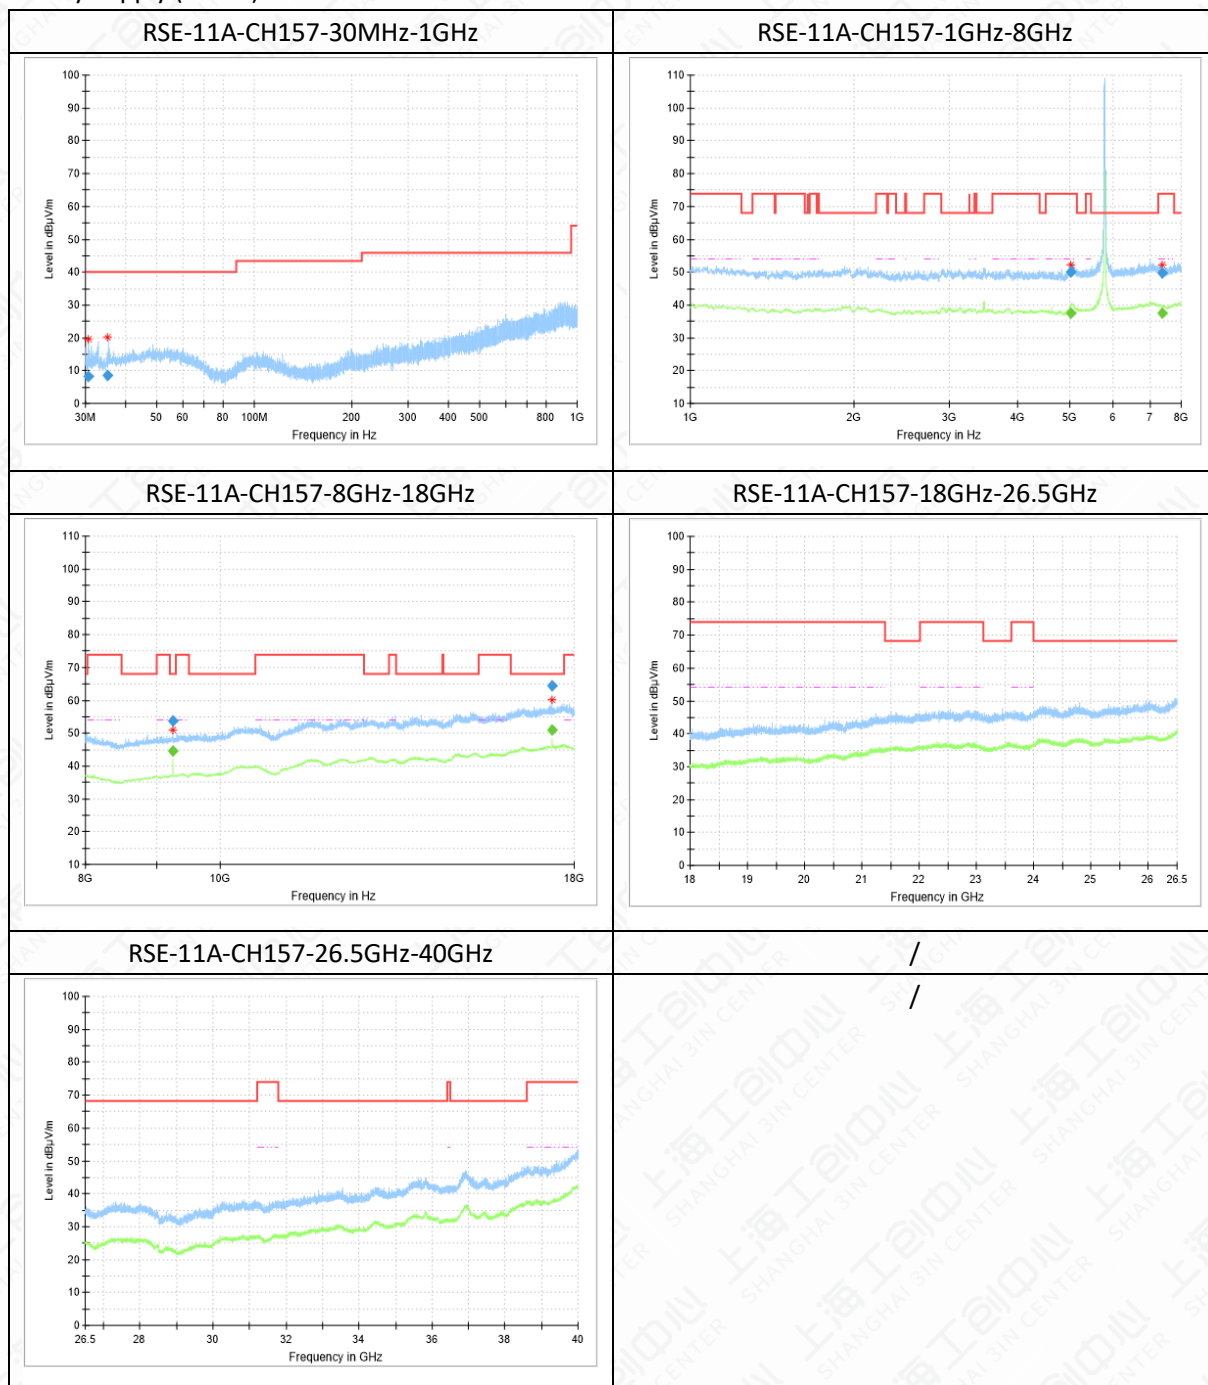 RSE-11A-CH157-30MHz-1GHz
RSE-11A-CH157-1GHz-8GHz
100
90
80
70
60
50
40
30
20
10
0
Level in dBµV/m
30M 50 60 80 100M 200 300 400 500 800 1G
Frequency in Hz
110
100
90
80
70
60
50
40
30
20
10
Level in dBµV/m
1G 2G 3G 4G 5G 6 7 8G
Frequency in Hz
RSE-11A-CH157-8GHz-18GHz
RSE-11A-CH157-18GHz-26.5GHz
110
100
90
80
70
60
50
40
30
20
10
Level in dBµV/m
8G 10G 18G
Frequency in Hz
100
90
80
70
60
50
40
30
20
10
0
Level in dBµV/m
18 19 20 21 22 23 24 25 26 26.5
Frequency in GHz
RSE-11A-CH157-26.5GHz-40GHz
/
/
100
90
80
70
60
50
40
30
20
10
0
Level in dBµV/m
26.5 28 30 32 34 36 38 40
Frequency in GHz
上海工创中心
SHANGHAI 3IN CENTER